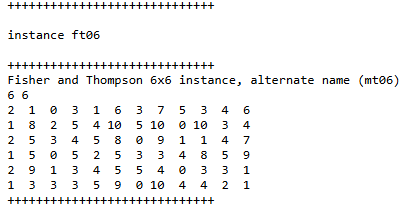 +++++++++++++++++++++++++++++
instance ft06
+++++++++++++++++++++++++++++
Fisher and Thompson 6x6 instance, alternate name (mt06)
6 6
2  1  0  3  1  6  3  7  5  3  4  6
1  8  2  5  4 10  5 10  0 10  3  4
2  5  3  4  5  8  0  9  1  1  4  7
1  5  0  5  2  5  3  3  4  8  5  9
2  9  1  3  4  5  5  4  0  3  3  1
1  3  3  3  5  9  0 10  4  4  2  1
+++++++++++++++++++++++++++++